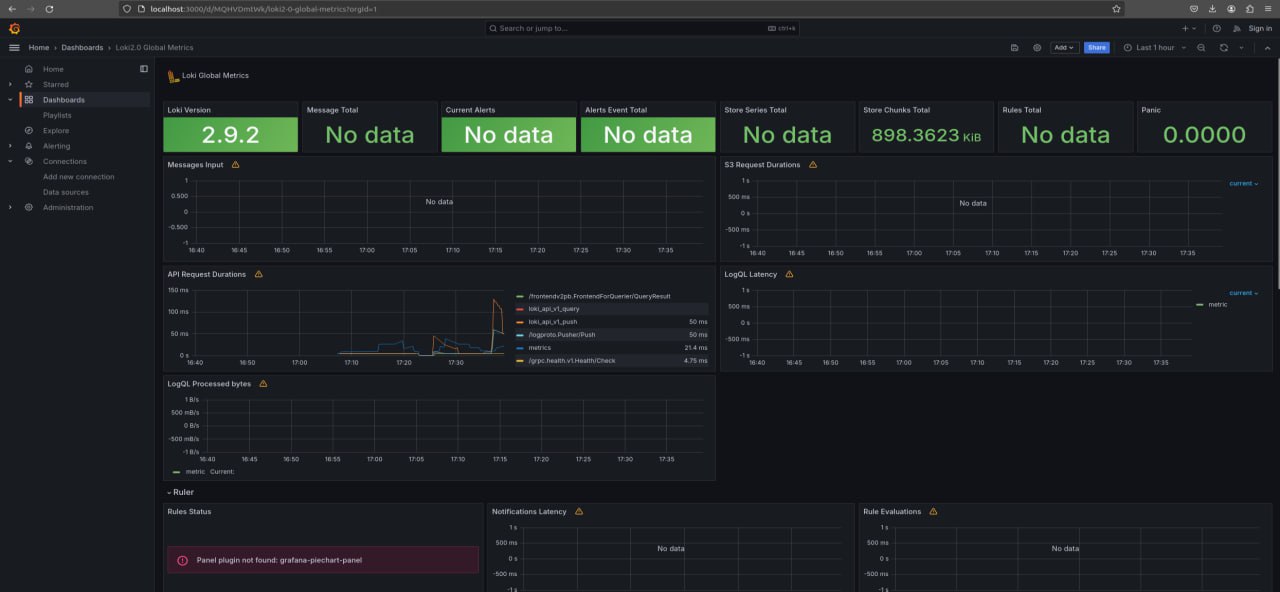 localhost:3000/d/MQHVDmtWk/loki2-0-global-metrics?orgId=1
Search or jump to...
ctrl+k
Sign in
Home › Dashboards › Loki2.0 Global Metrics
Add
Share
Last 1 hour
Home
Starred
Dashboards
Playlists
Explore
Alerting
Connections
Add new connection
Data sources
Administration
Loki Global Metrics
Loki Version
2.9.2
Message Total
No data
Current Alerts
No data
Alerts Event Total
No data
Store Series Total
No data
Store Chunks Total
898.3623 KiB
Rules Total
No data
Panic
0.0000
Messages Input
1
0.500
0
-0.500
-1
No data
16:40 16:45 16:50 16:55 17:00 17:05 17:10 17:15 17:20 17:25 17:30 17:35
S3 Request Durations
1 s
500 ms
0 s
-500 ms
-1 s
No data
16:40 16:45 16:50 16:55 17:00 17:05 17:10 17:15 17:20 17:25 17:30 17:35
current
API Request Durations
150 ms
100 ms
50 ms
0 s
16:40 16:50 17:00 17:10 17:20 17:30
/frontendv2pb.FrontendForQuerier/QueryResult
loki_api_v1_query
loki_api_v1_push 50 ms
/logproto.Pusher/Push 50 ms
metrics 21.4 ms
/grpc.health.v1.Health/Check 4.75 ms
LogQL Latency
1 s
500 ms
0 s
-500 ms
-1 s
16:40 16:45 16:50 16:55 17:00 17:05 17:10 17:15 17:20 17:25 17:30 17:35
current
metric
LogQL Processed bytes
1 B/s
500 mB/s
0 B/s
-500 mB/s
-1 B/s
16:40 16:45 16:50 16:55 17:00 17:05 17:10 17:15 17:20 17:25 17:30 17:35
metric Current:
Ruler
Rules Status
Panel plugin not found: grafana-piechart-panel
Notifications Latency
1 s
500 ms
0 s
-500 ms
-1 s
No data
Rule Evaluations
1 s
500 ms
0 s
-500 ms
-1 s
No data